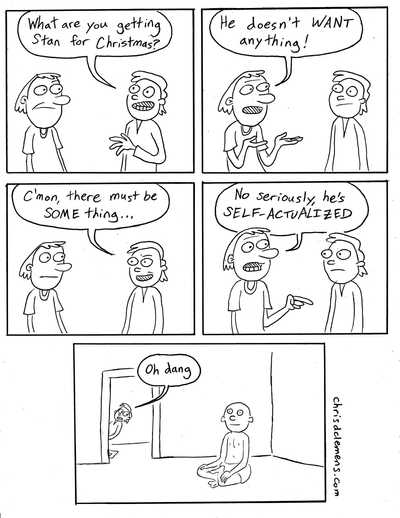 What are you getting
Stan for Christmas?
He doesn't WANT
anything!
C'mon, there must be
SOME thing...
No seriously, he's
SELF-ACTUALIZED
Oh dang
chrisdclemens.com